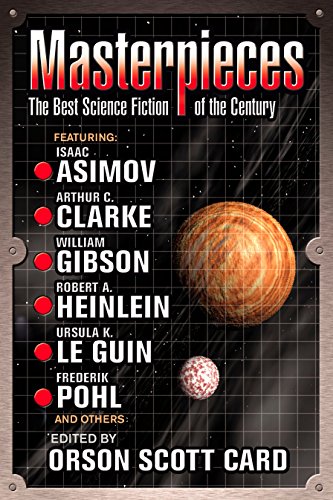 Masterpieces
The Best Science Fiction of the Century
FEATURING:
ISAAC
ASIMOV
ARTHUR C.
CLARKE
WILLIAM
GIBSON
ROBERT A.
HEINLEIN
URSULA K.
LE GUIN
FREDERIK
POHL
AND OTHERS
EDITED BY
ORSON SCOTT CARD